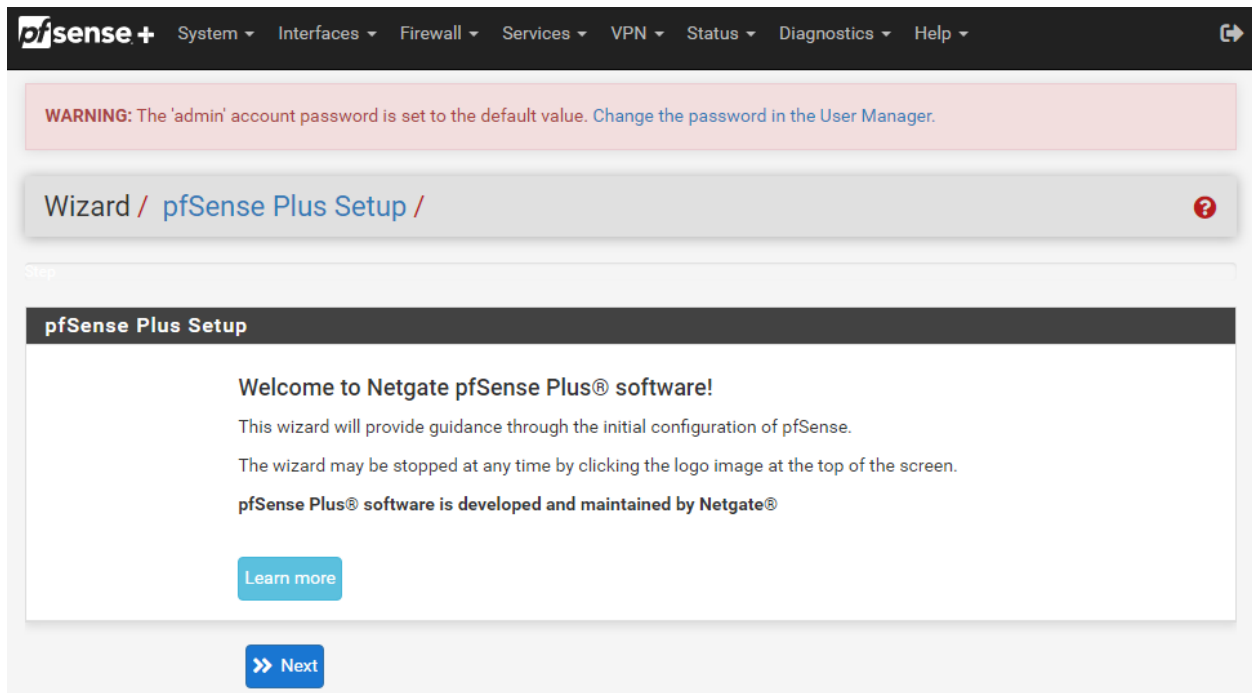 pfsense+ System Interfaces Firewall Services VPN Status Diagnostics Help
WARNING: The 'admin' account password is set to the default value. Change the password in the User Manager.
Wizard / pfSense Plus Setup /
Step
pfSense Plus Setup
Welcome to Netgate pfSense Plus® software!
This wizard will provide guidance through the initial configuration of pfSense.
The wizard may be stopped at any time by clicking the logo image at the top of the screen.
pfSense Plus® software is developed and maintained by Netgate®
Learn more
Next